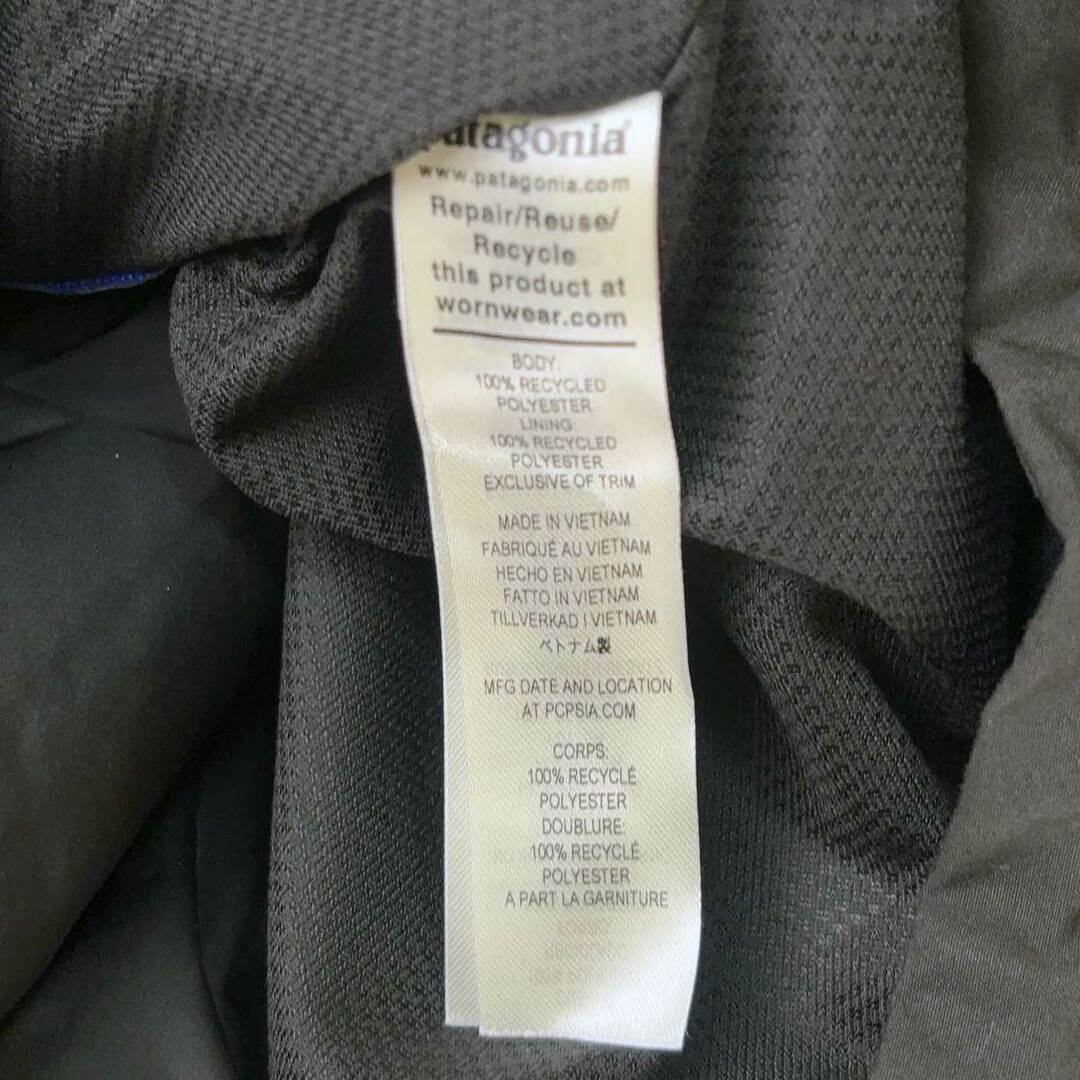 patagonia®
www.patagonia.com
Repair/Reuse/
Recycle
this product at
wornwear.com
BODY:
100% RECYCLED
POLYESTER
LINING:
100% RECYCLED
POLYESTER
EXCLUSIVE OF TRIM
MADE IN VIETNAM
FABRIQUÉ AU VIETNAM
HECHO EN VIETNAM
FATTO IN VIETNAM
TILLVERKAD I VIETNAM
ベトナム製
MFG DATE AND LOCATION
AT PCPSIA.COM
CORPS:
100% RECYCLÉ
POLYESTER
DOUBLURE:
100% RECYCLÉ
POLYESTER
A PART LA GARNITURE